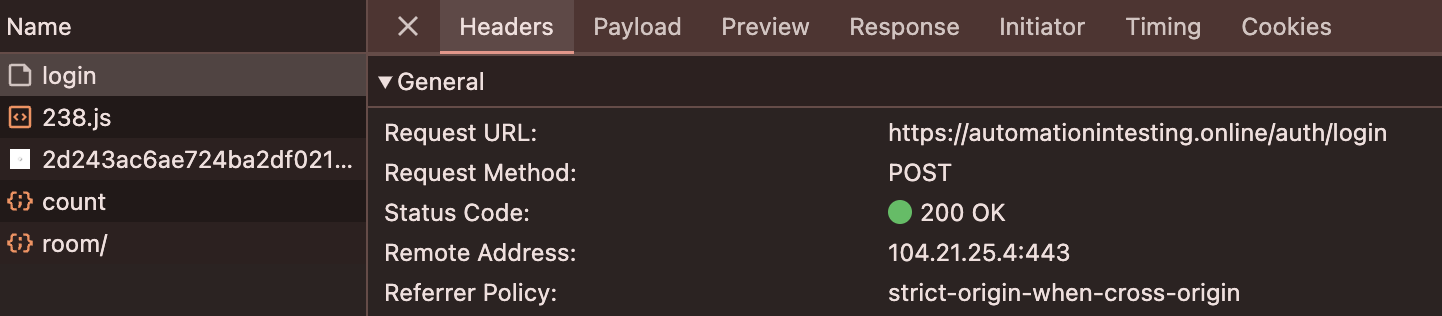 Name
login
238.js
2d243ac6ae724ba2df021...
count
room/
Headers Payload Preview Response Initiator Timing Cookies
General
Request URL: https://automationintesting.online/auth/login
Request Method: POST
Status Code: 200 OK
Remote Address: 104.21.25.4:443
Referrer Policy: strict-origin-when-cross-origin